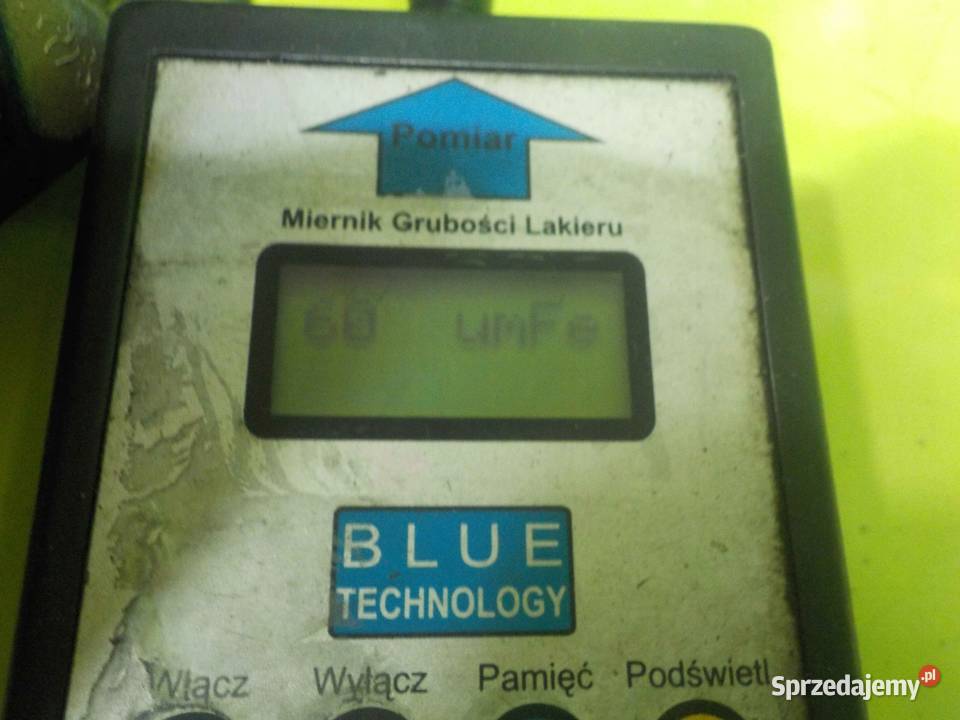 Pomiar
Miernik Grubości Lakieru
60 umFe
BLUE
TECHNOLOGY
Włącz Wyłącz Pamięć Podświetl
Sprzedajemy.pl